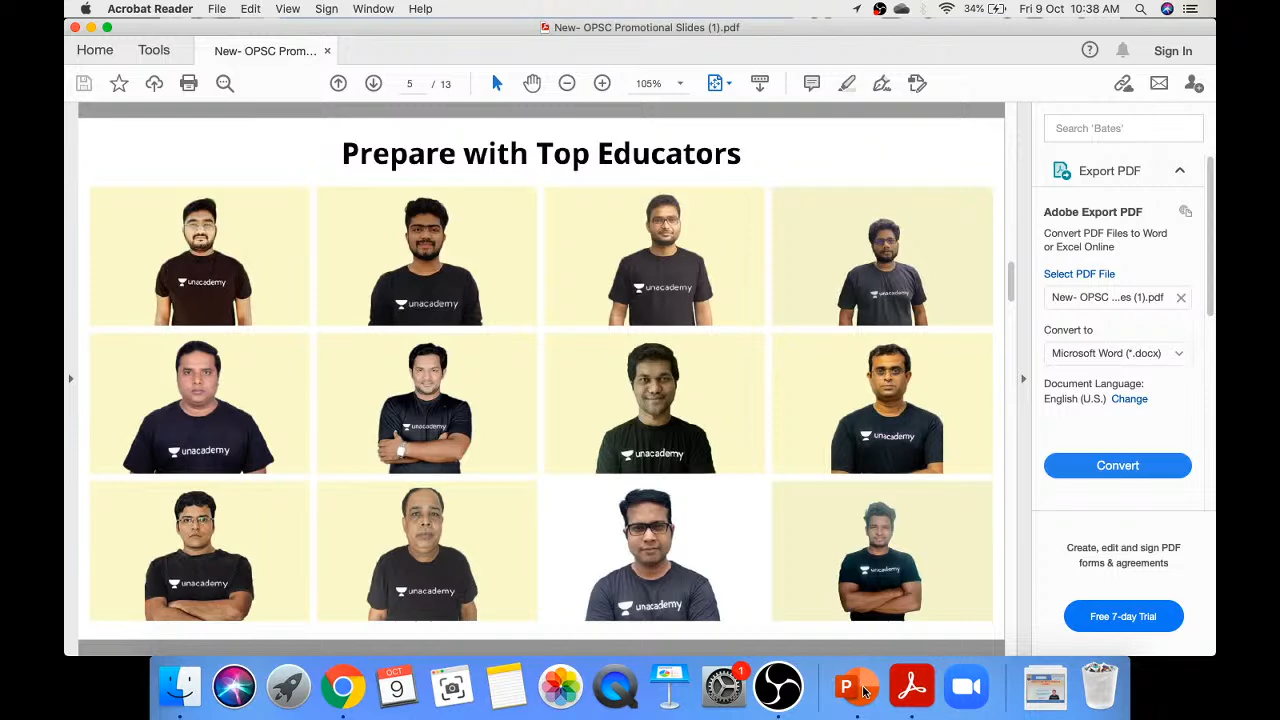 Acrobat Reader File Edit View Sign Window Help 34% Fri 9 Oct 10:38 AM
New- OPSC Promotional Slides (1).pdf
Home Tools New- OPSC Prom... × Sign In
5 / 13 105%
Prepare with Top Educators
unacademy
unacademy
unacademy
unacademy
unacademy
unacademy
unacademy
unacademy
unacademy
unacademy
unacademy
unacademy
Search 'Bates'
Export PDF
Adobe Export PDF
Convert PDF Files to Word
or Excel Online
Select PDF File
New- OPSC ...es (1).pdf
Convert to
Microsoft Word (*.docx)
Document Language:
English (U.S.) Change
Convert
Create, edit and sign PDF
forms & agreements
Free 7-day Trial
OCT
9
1
P